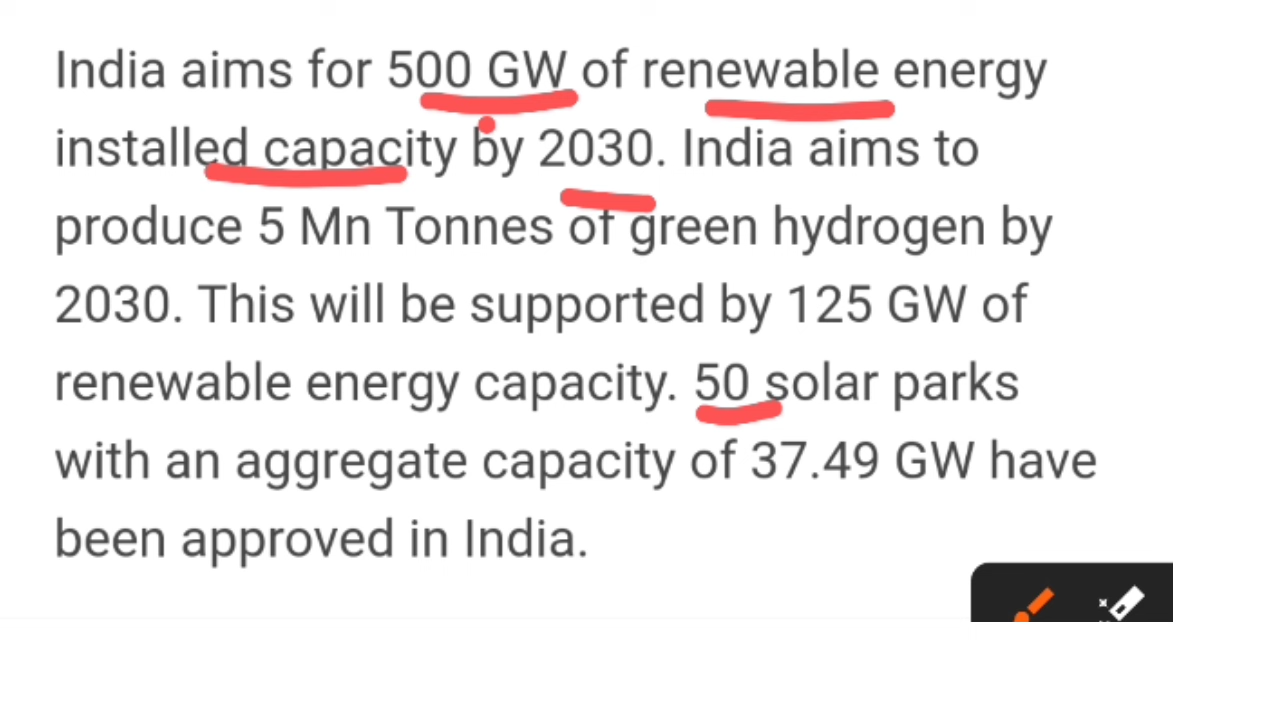 India aims for 500 GW of renewable energy
installed capacity by 2030. India aims to
produce 5 Mn Tonnes of green hydrogen by
2030. This will be supported by 125 GW of
renewable energy capacity. 50 solar parks
with an aggregate capacity of 37.49 GW have
been approved in India.